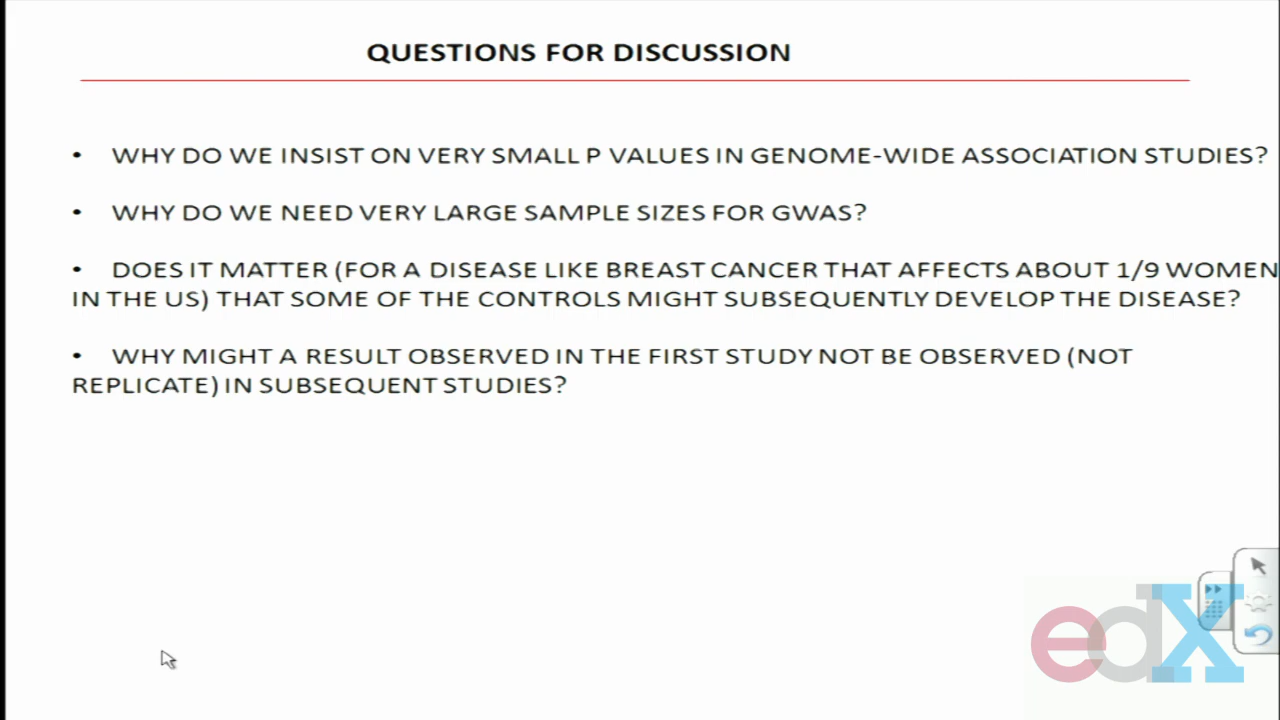 QUESTIONS FOR DISCUSSION
• WHY DO WE INSIST ON VERY SMALL P VALUES IN GENOME-WIDE ASSOCIATION STUDIES?
• WHY DO WE NEED VERY LARGE SAMPLE SIZES FOR GWAS?
• DOES IT MATTER (FOR A DISEASE LIKE BREAST CANCER THAT AFFECTS ABOUT 1/9 WOMEN
IN THE US) THAT SOME OF THE CONTROLS MIGHT SUBSEQUENTLY DEVELOP THE DISEASE?
• WHY MIGHT A RESULT OBSERVED IN THE FIRST STUDY NOT BE OBSERVED (NOT
REPLICATE) IN SUBSEQUENT STUDIES?
edX